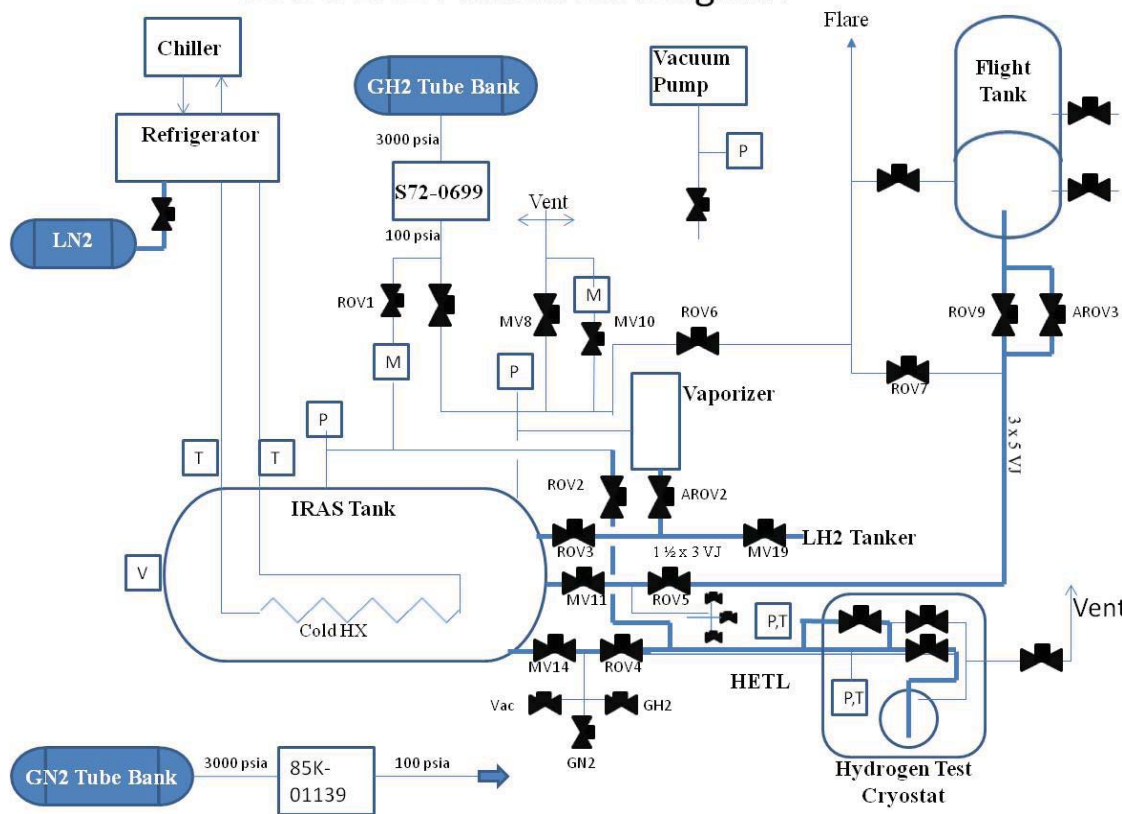 Flare
Chiller
Vacuum
Pump
Flight
Tank
GH2 Tube Bank
Refrigerator
3000 psia
P
S72-0699
Vent
LN2
100 psia
ROV1
M
MV8
MV10
ROV6
ROV9
AROV3
M
P
Vaporizer
ROV7
P
T
T
3 x 5 VJ
ROV2
AROV2
IRAS Tank
ROV3
1 ½ x 3 VJ
MV19
LH2 Tanker
V
MV11
ROV5
Cold HX
P,T
Vent
MV14
ROV4
HETL
P,T
Vac
GH2
GN2
GN2 Tube Bank
3000 psia
85K-
01139
100 psia
Hydrogen Test
Cryostat